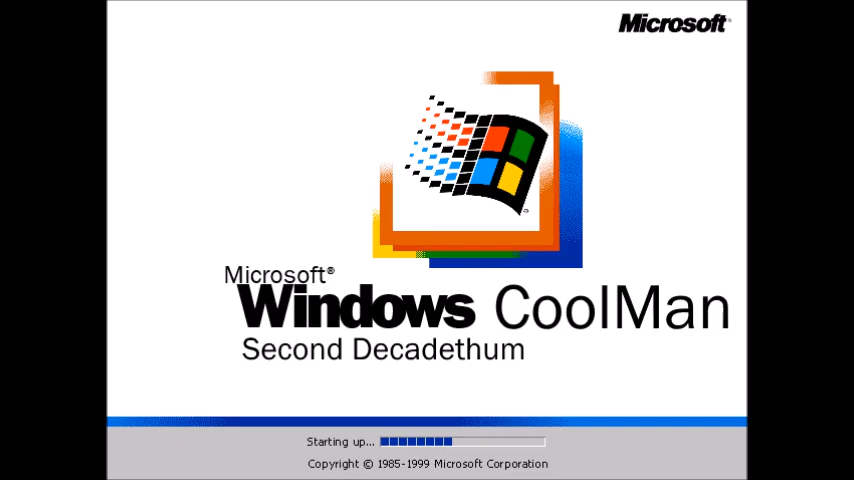 Microsoft
Microsoft®
Windows CoolMan
Second Decadethum
Starting up...
Copyright © 1985-1999 Microsoft Corporation